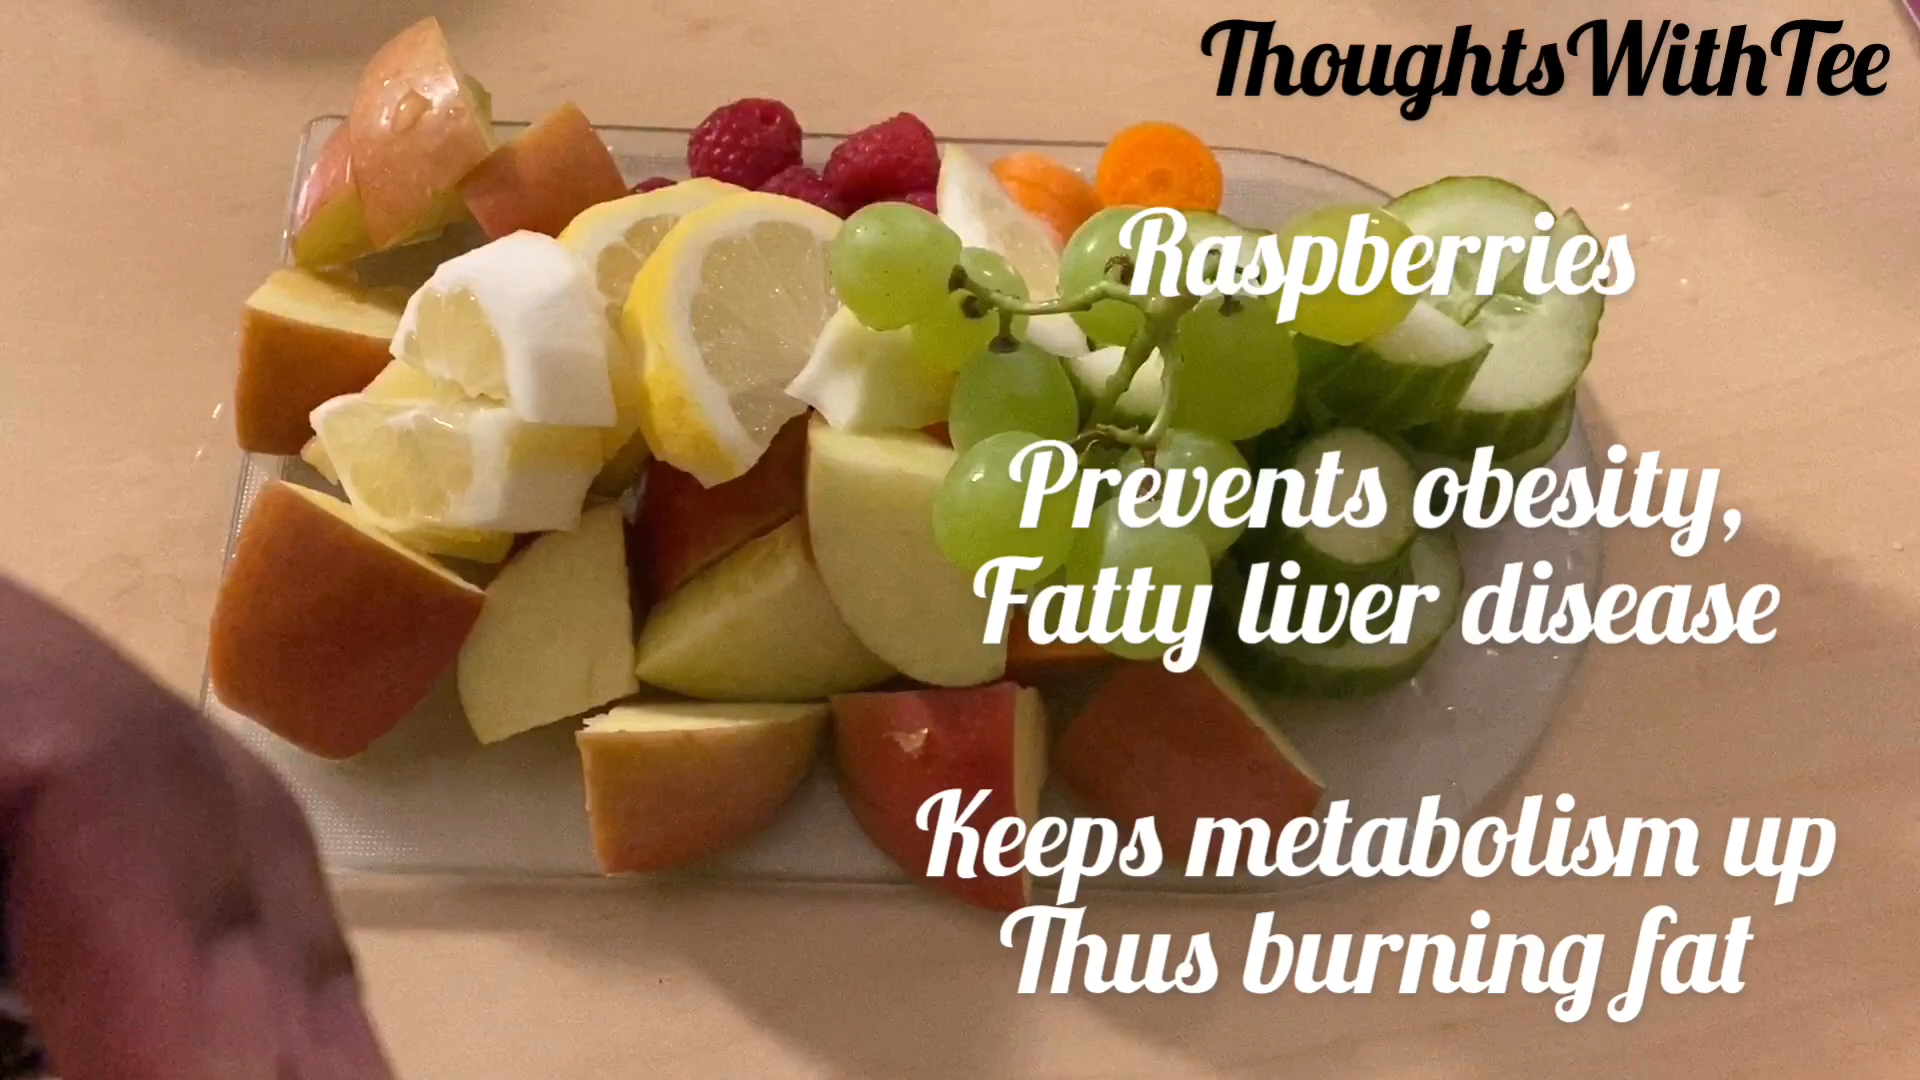 ThoughtsWithTee
Raspberries
Prevents obesity,
Fatty liver disease
Keeps metabolism up
Thus burning fat